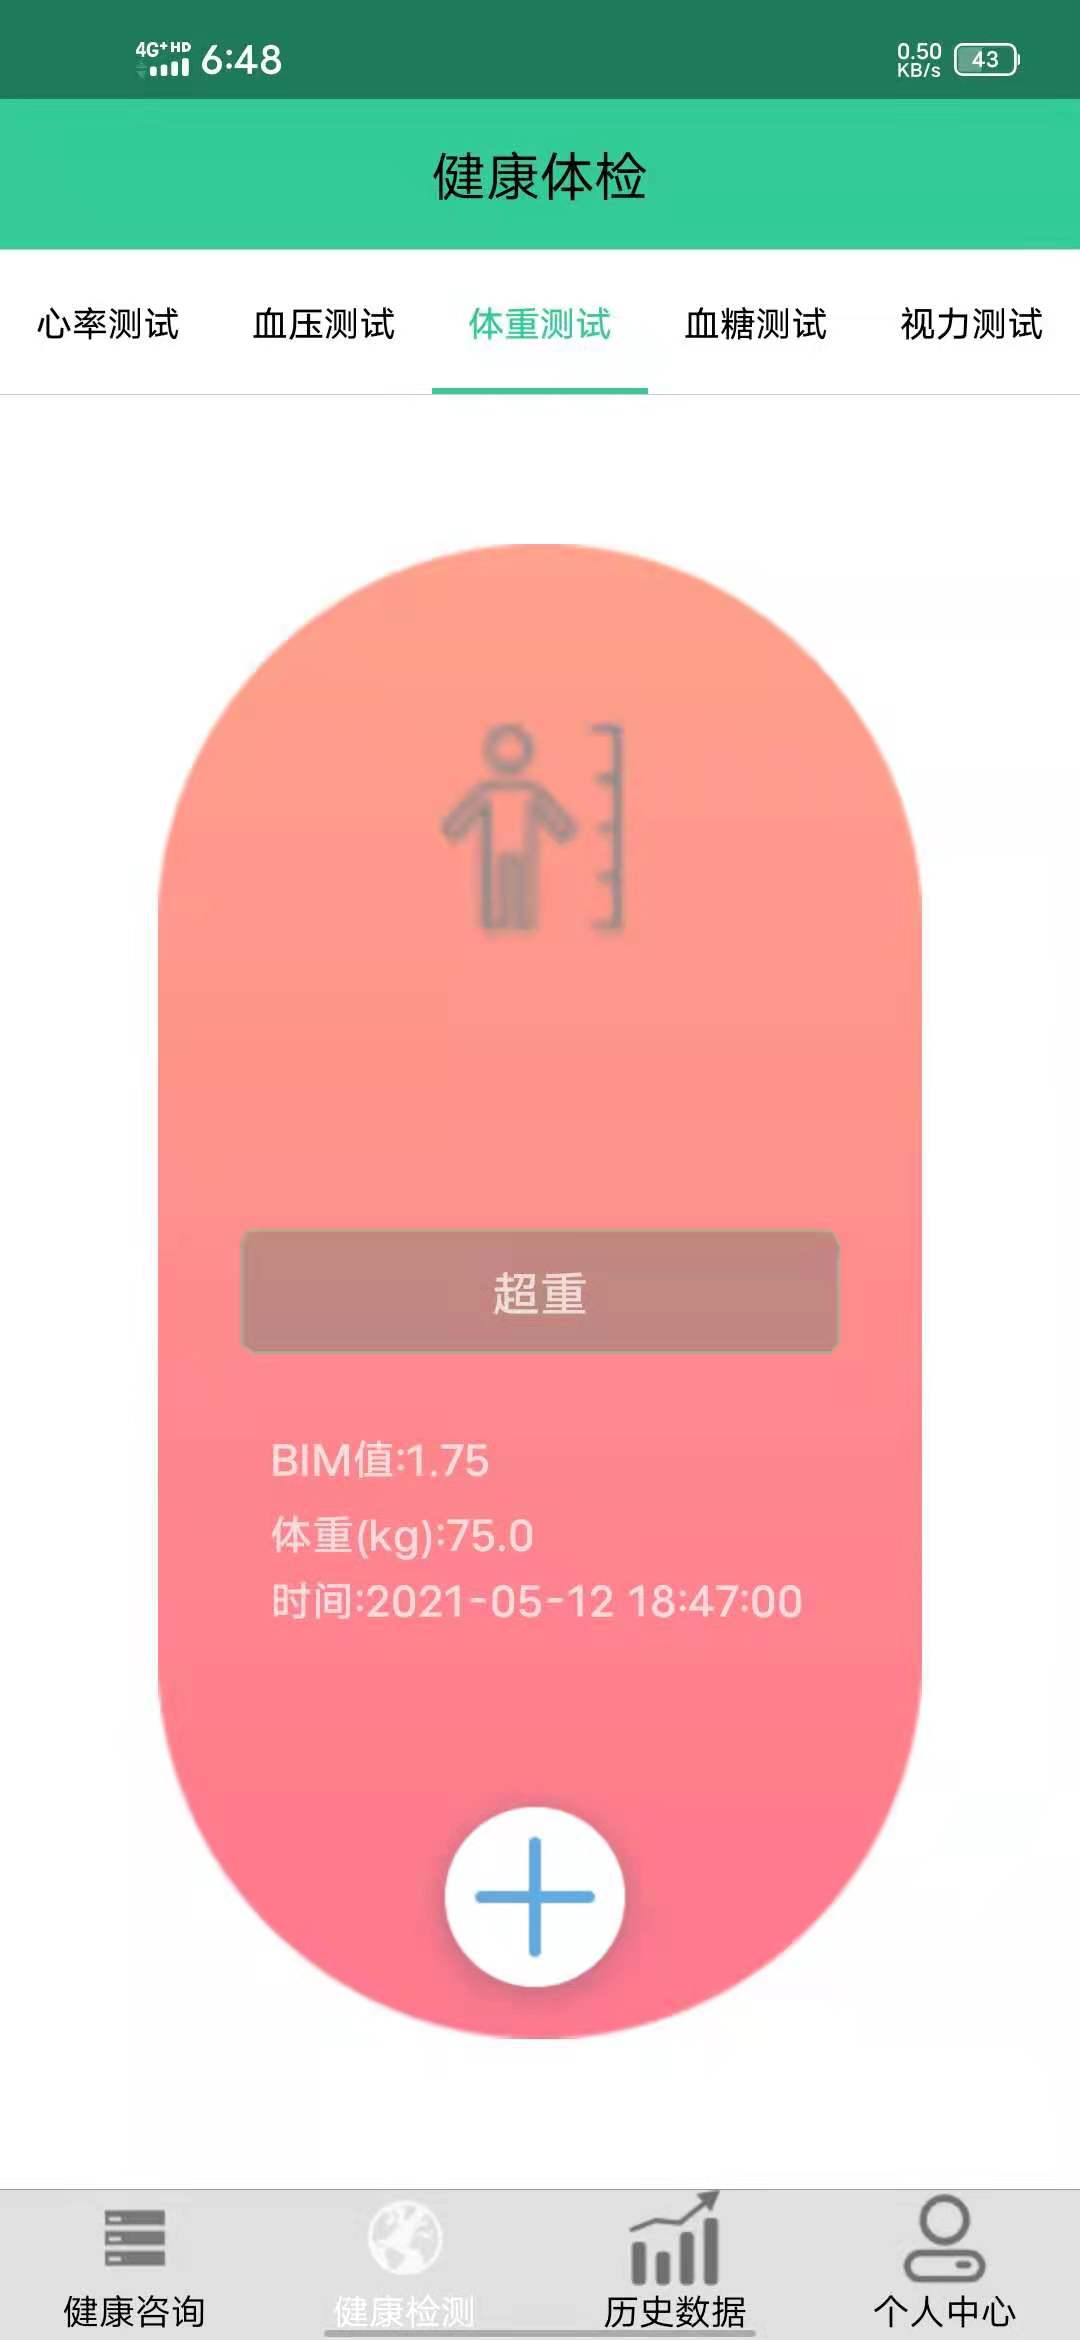 4G+ HD 6:48 0.50 KB/s 43
健康体检
心率测试 血压测试 体重测试 血糖测试 视力测试
超重
BIM值:1.75
体重(kg):75.0
时间:2021-05-12 18:47:00
健康咨询 健康检测 历史数据 个人中心